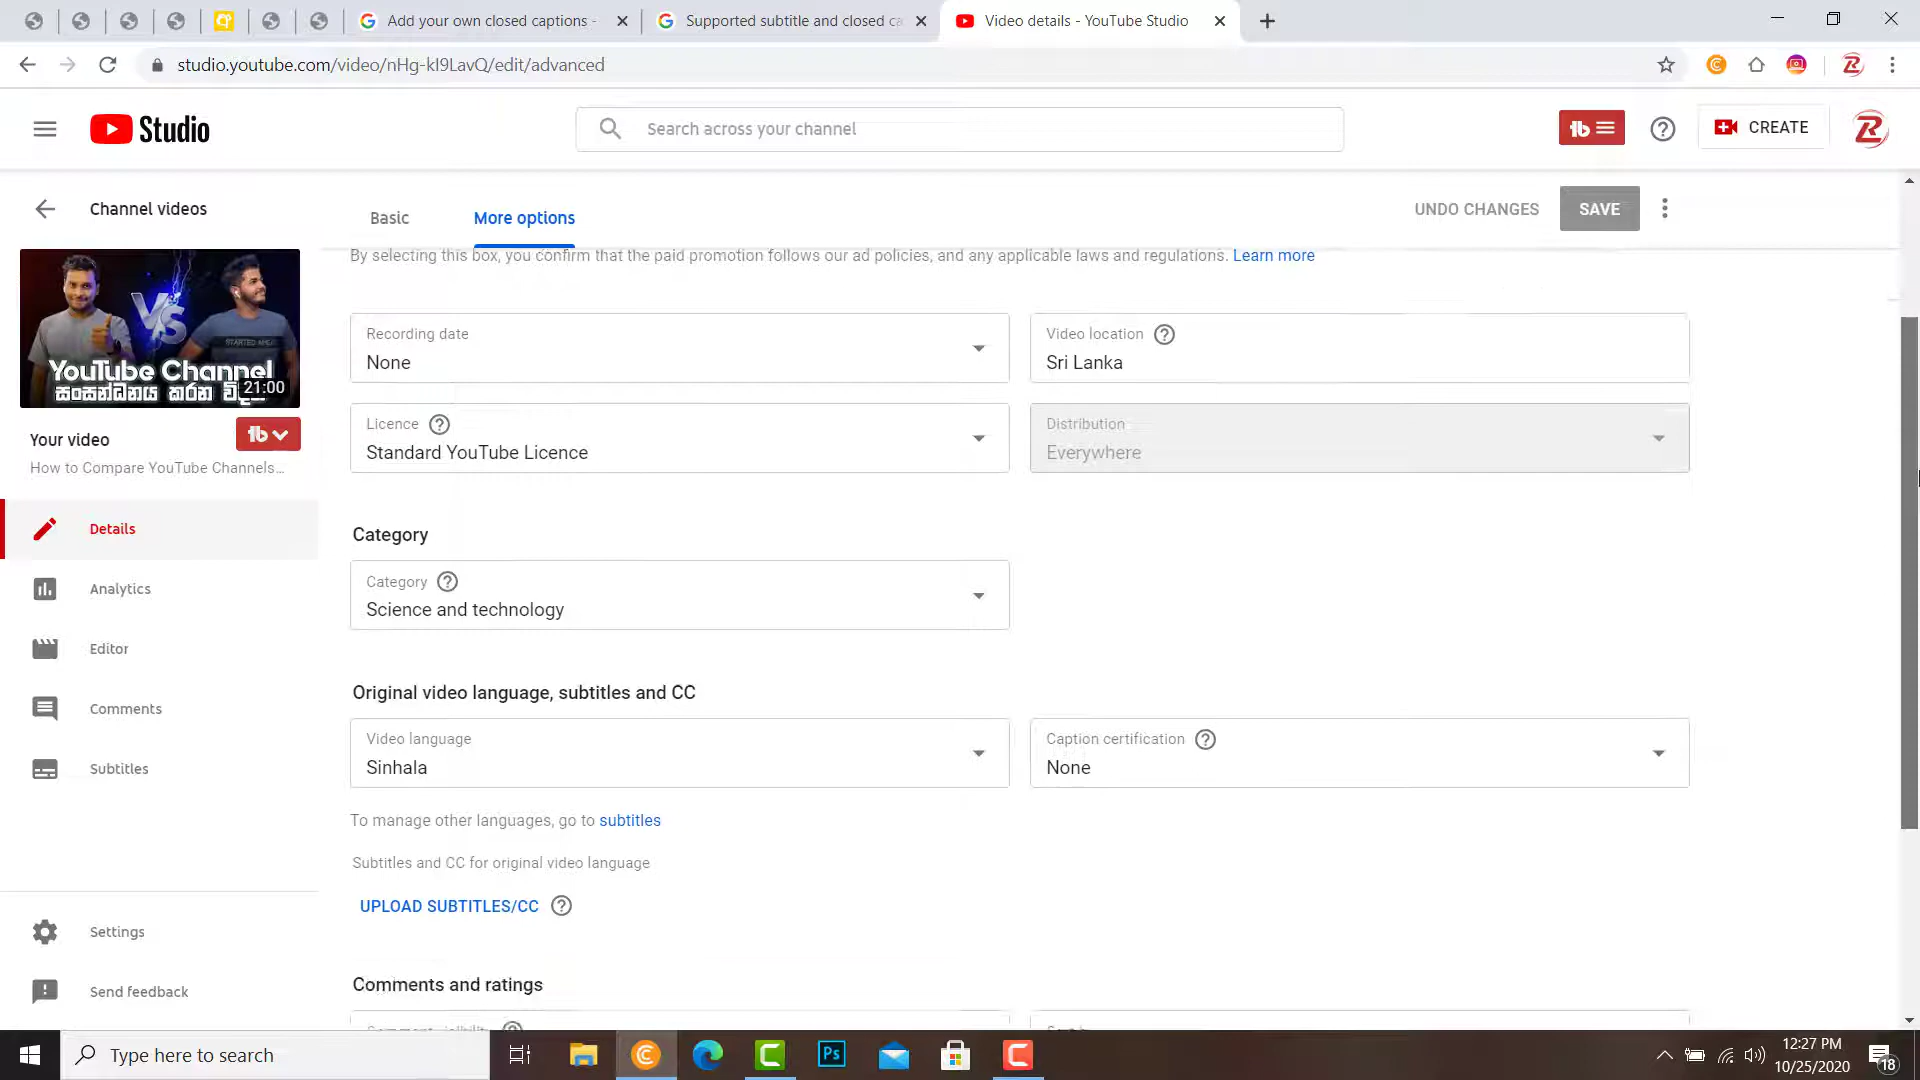 Add your own closed captions -
Supported subtitle and closed ca
Video details - YouTube Studio
studio.youtube.com/video/nHg-kI9LavQ/edit/advanced
Studio
Search across your channel
CREATE
Channel videos
Basic
More options
UNDO CHANGES
SAVE
By selecting this box, you confirm that the paid promotion follows our ad policies, and any applicable laws and regulations. Learn more
VS
STARTED
YouTube Channel
සංසන්ධනය කරන
21:00
Your video
How to Compare YouTube Channels...
Details
Analytics
Editor
Comments
Subtitles
Settings
Send feedback
Recording date
None
Video location
Sri Lanka
Licence
Standard YouTube Licence
Distribution
Everywhere
Category
Category
Science and technology
Original video language, subtitles and CC
Video language
Sinhala
Caption certification
None
To manage other languages, go to subtitles
Subtitles and CC for original video language
UPLOAD SUBTITLES/CC
Comments and ratings
Type here to search
Ps
12:27 PM
10/25/2020
18